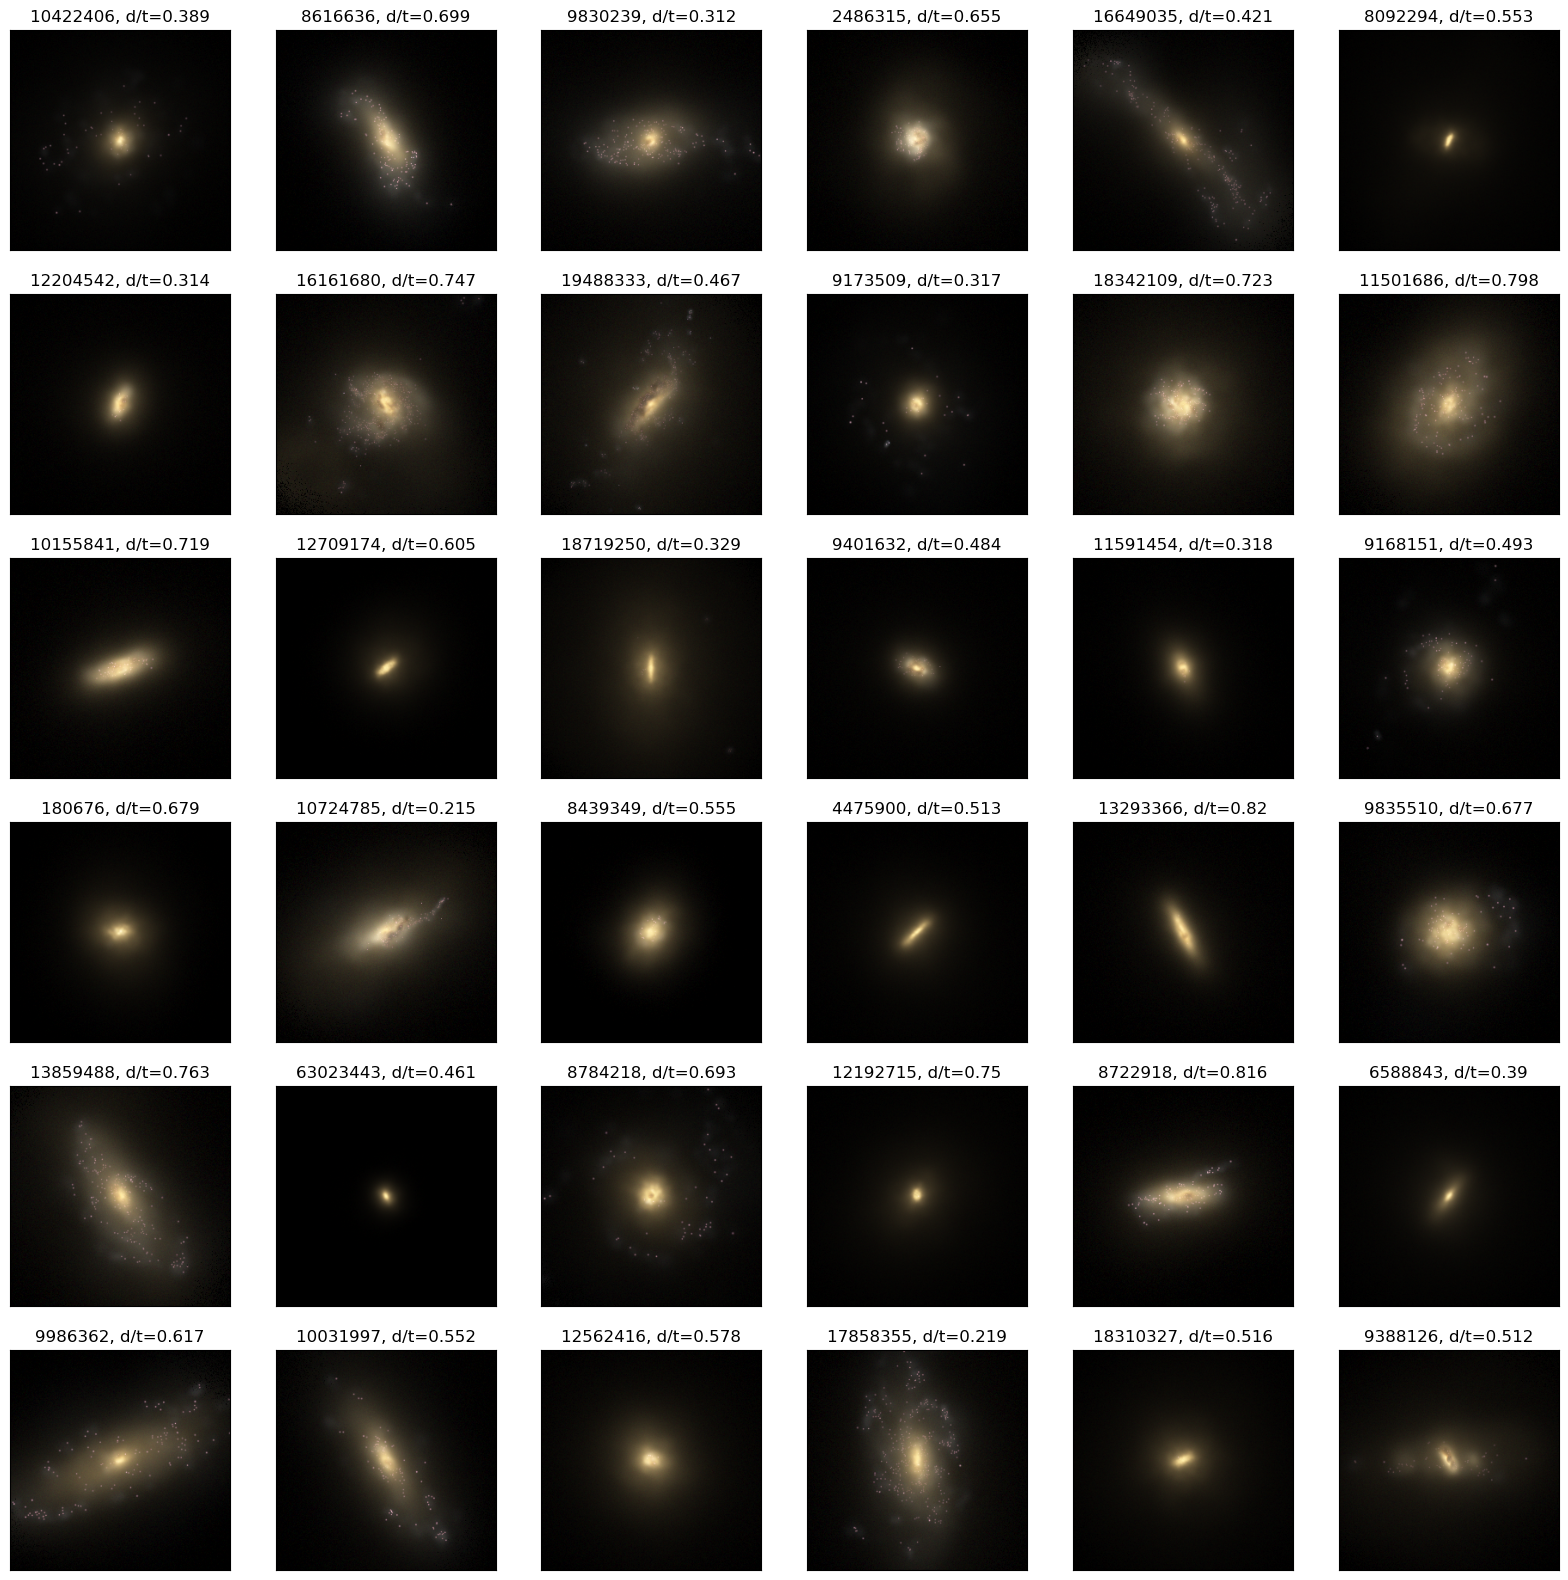 10422406, d/t=0.389
8616636, d/t=0.699
9830239, d/t=0.312
2486315, d/t=0.655
16649035, d/t=0.421
8092294, d/t=0.553
12204542, d/t=0.314
16161680, d/t=0.747
19488333, d/t=0.467
9173509, d/t=0.317
18342109, d/t=0.723
11501686, d/t=0.798
10155841, d/t=0.719
12709174, d/t=0.605
18719250, d/t=0.329
9401632, d/t=0.484
11591454, d/t=0.318
9168151, d/t=0.493
180676, d/t=0.679
10724785, d/t=0.215
8439349, d/t=0.555
4475900, d/t=0.513
13293366, d/t=0.82
9835510, d/t=0.677
13859488, d/t=0.763
63023443, d/t=0.461
8784218, d/t=0.693
12192715, d/t=0.75
8722918, d/t=0.816
6588843, d/t=0.39
9986362, d/t=0.617
10031997, d/t=0.552
12562416, d/t=0.578
17858355, d/t=0.219
18310327, d/t=0.516
9388126, d/t=0.512